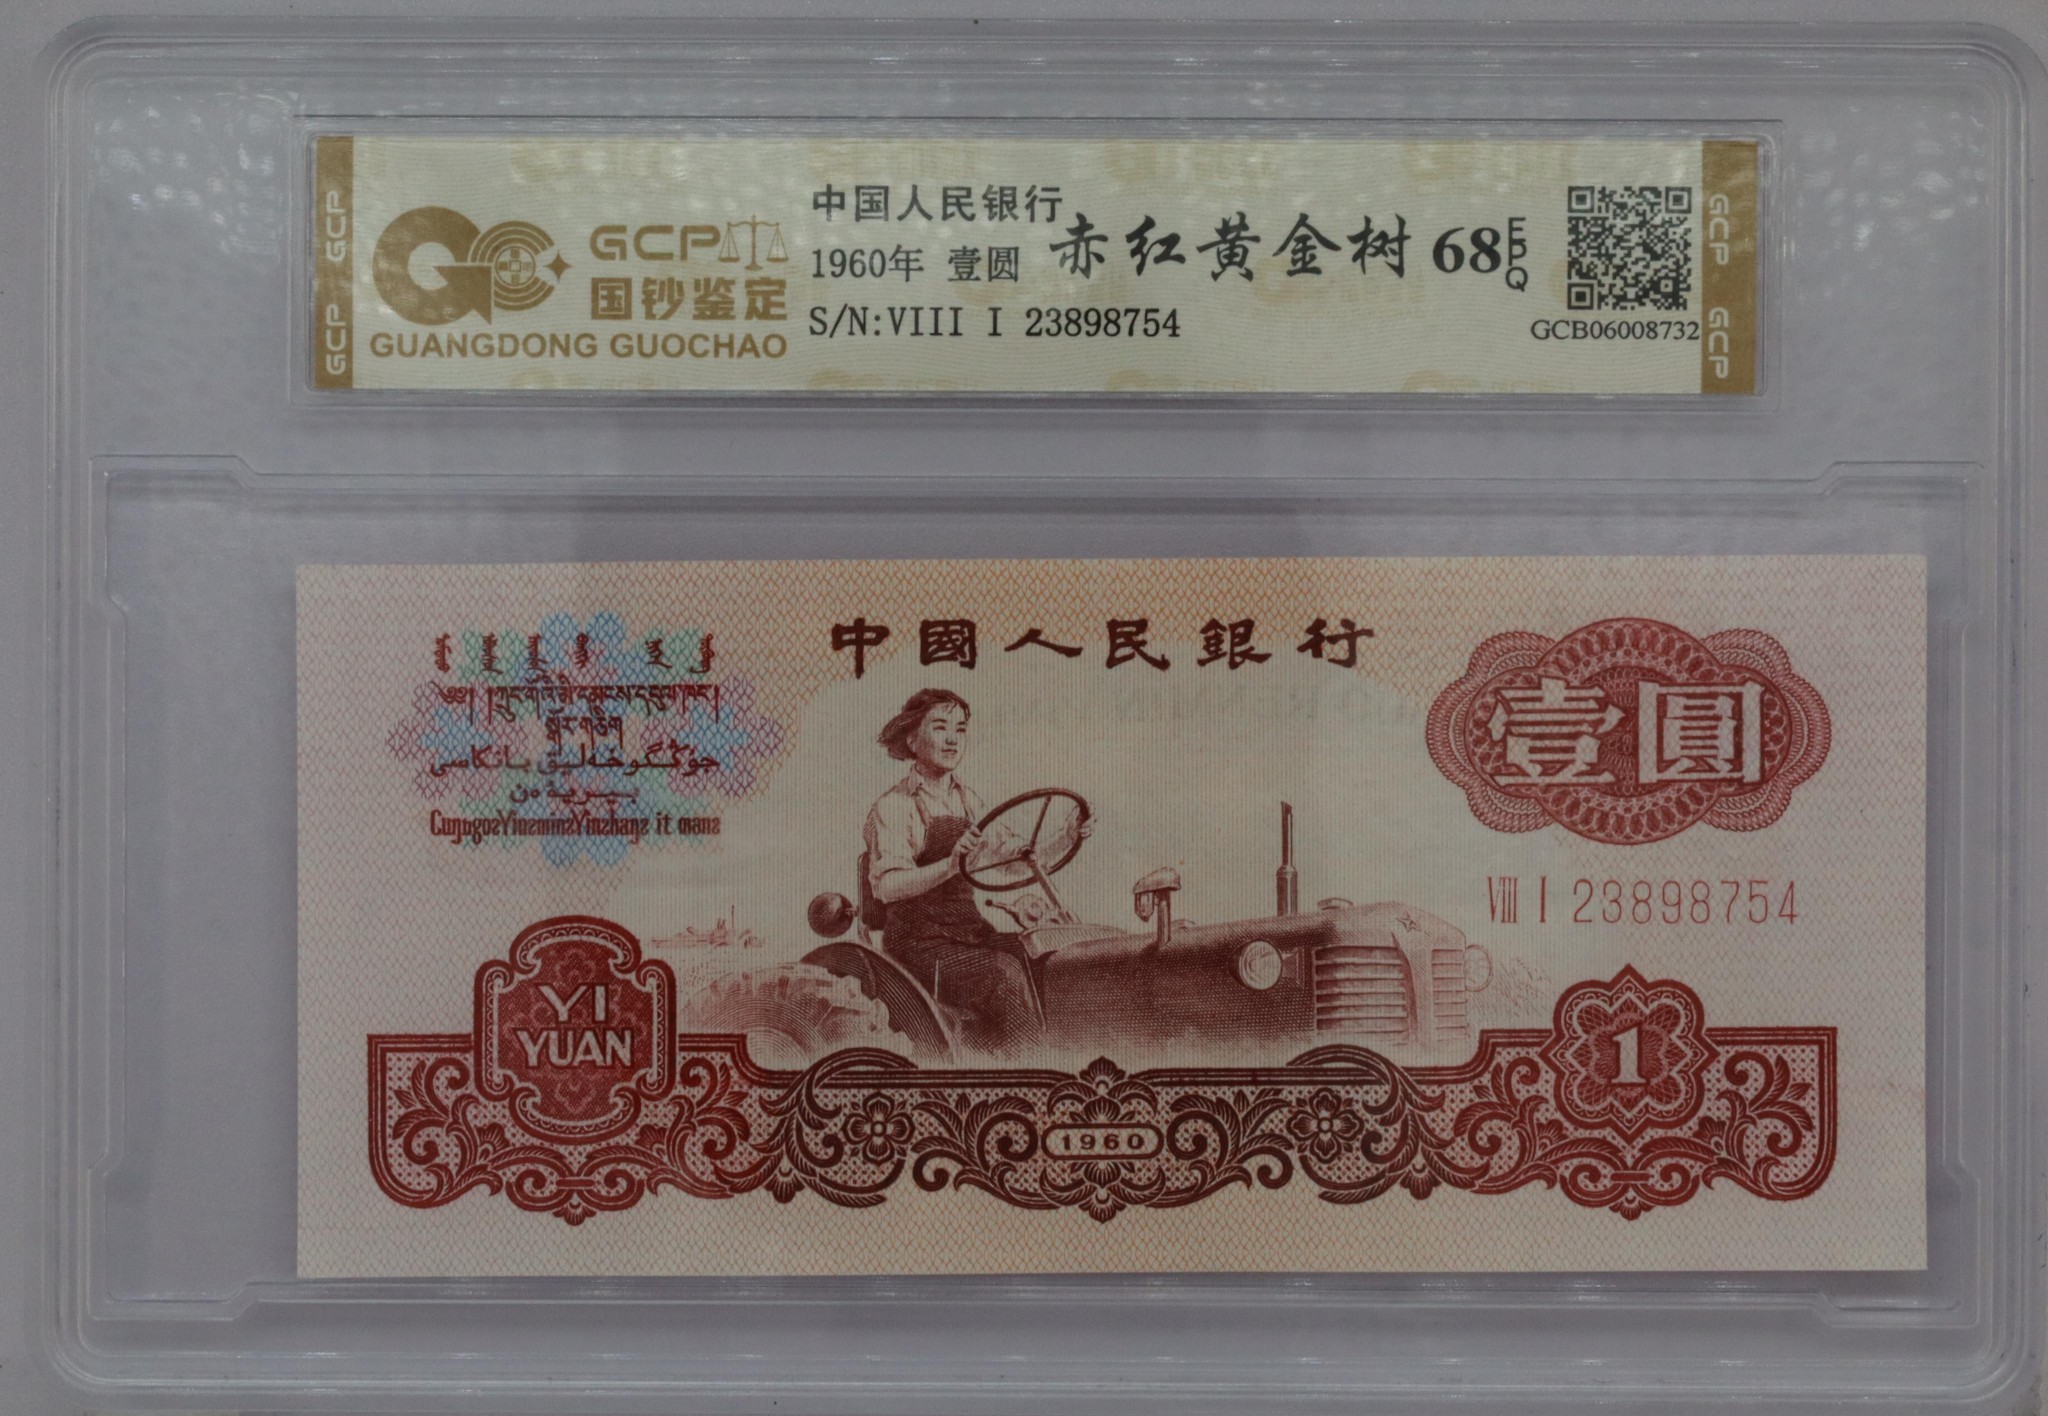 GCP GCP
GCP
国钞鉴定
GUANGDONG GUOCHAO
中国人民银行
1960年 壹圆
S/N:VIII I 23898754
赤红黄金树 68 EPQ
GCB06008732
GCP GCP
中國人民銀行
壹圓
VIII I 23898754
YI
YUAN
1960
1